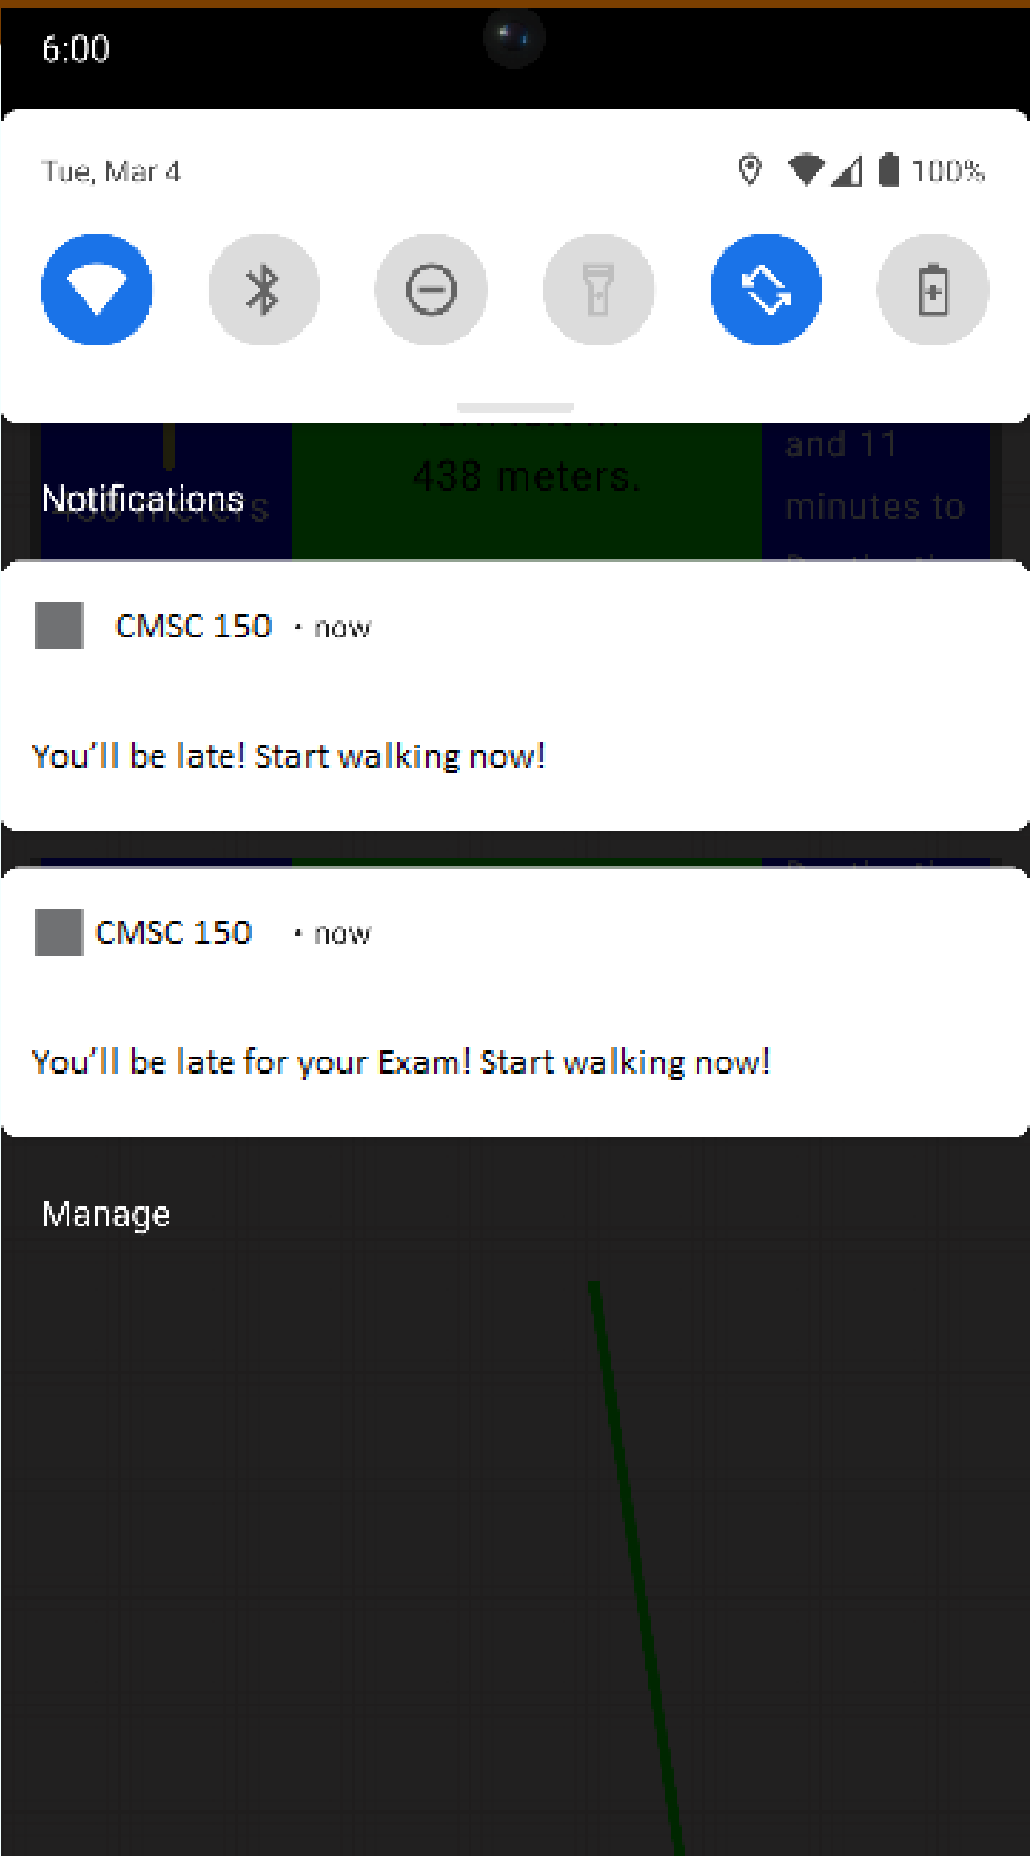 6:00
Tue, Mar 4
100%
438 meters.
and 11
minutes to
Notifications
meters
CMSC 150 • now
You'll be late! Start walking now!
CMSC 150 • now
You'll be late for your Exam! Start walking now!
Manage